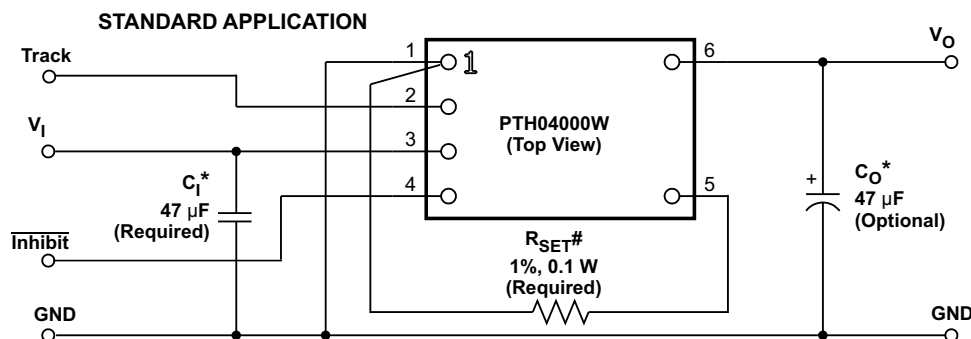 STANDARD APPLICATION
Track
1
1
6
V_O
2
PTH04000W
(Top View)
V_I
3
C_I*
47 µF
(Required)
4
5
+
C_O*
47 µF
(Optional)
Inhibit
R_SET#
1%, 0.1 W
(Required)
GND
GND